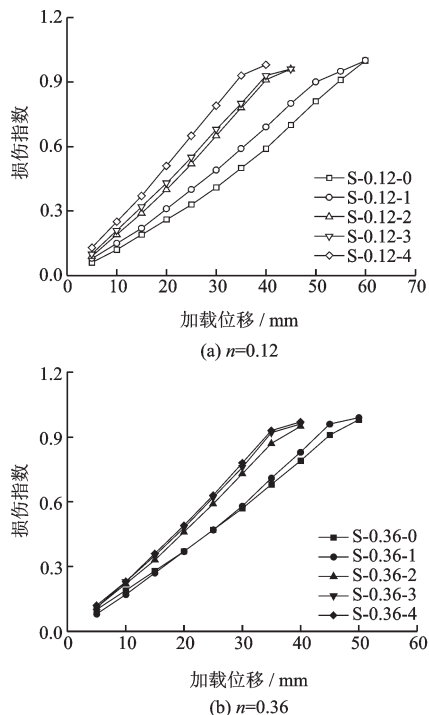 1.2
0.9
0.6
0.3
0.0
损伤指数
S-0.12-0
S-0.12-1
S-0.12-2
S-0.12-3
S-0.12-4
0 10 20 30 40 50 60 70
加载位移 / mm
(a) n=0.12
1.2
0.9
0.6
0.3
0.0
损伤指数
S-0.36-0
S-0.36-1
S-0.36-2
S-0.36-3
S-0.36-4
0 10 20 30 40 50 60
加载位移 / mm
(b) n=0.36